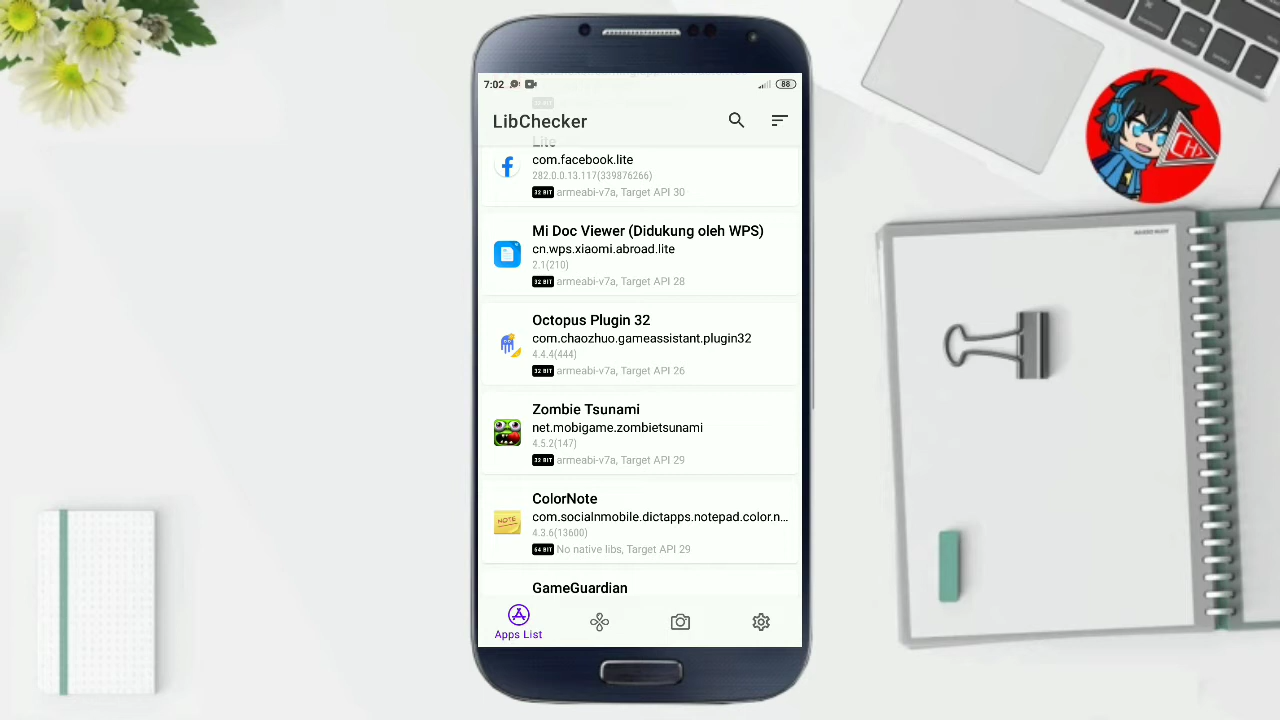 7:02
88
LibChecker
Lite
com.facebook.lite
282.0.0.13.117(339876266)
32 BIT armeabi-v7a, Target API 30
Mi Doc Viewer (Didukung oleh WPS)
cn.wps.xiaomi.abroad.lite
2.1(210)
32 BIT armeabi-v7a, Target API 28
Octopus Plugin 32
com.chaozhuo.gameassistant.plugin32
4.4.4(444)
32 BIT armeabi-v7a, Target API 26
Zombie Tsunami
net.mobigame.zombietsunami
4.5.2(147)
32 BIT armeabi-v7a, Target API 29
NOTE
ColorNote
com.socialnmobile.dictapps.notepad.color.n...
4.3.6(13600)
64 BIT No native libs, Target API 29
GameGuardian
Apps List